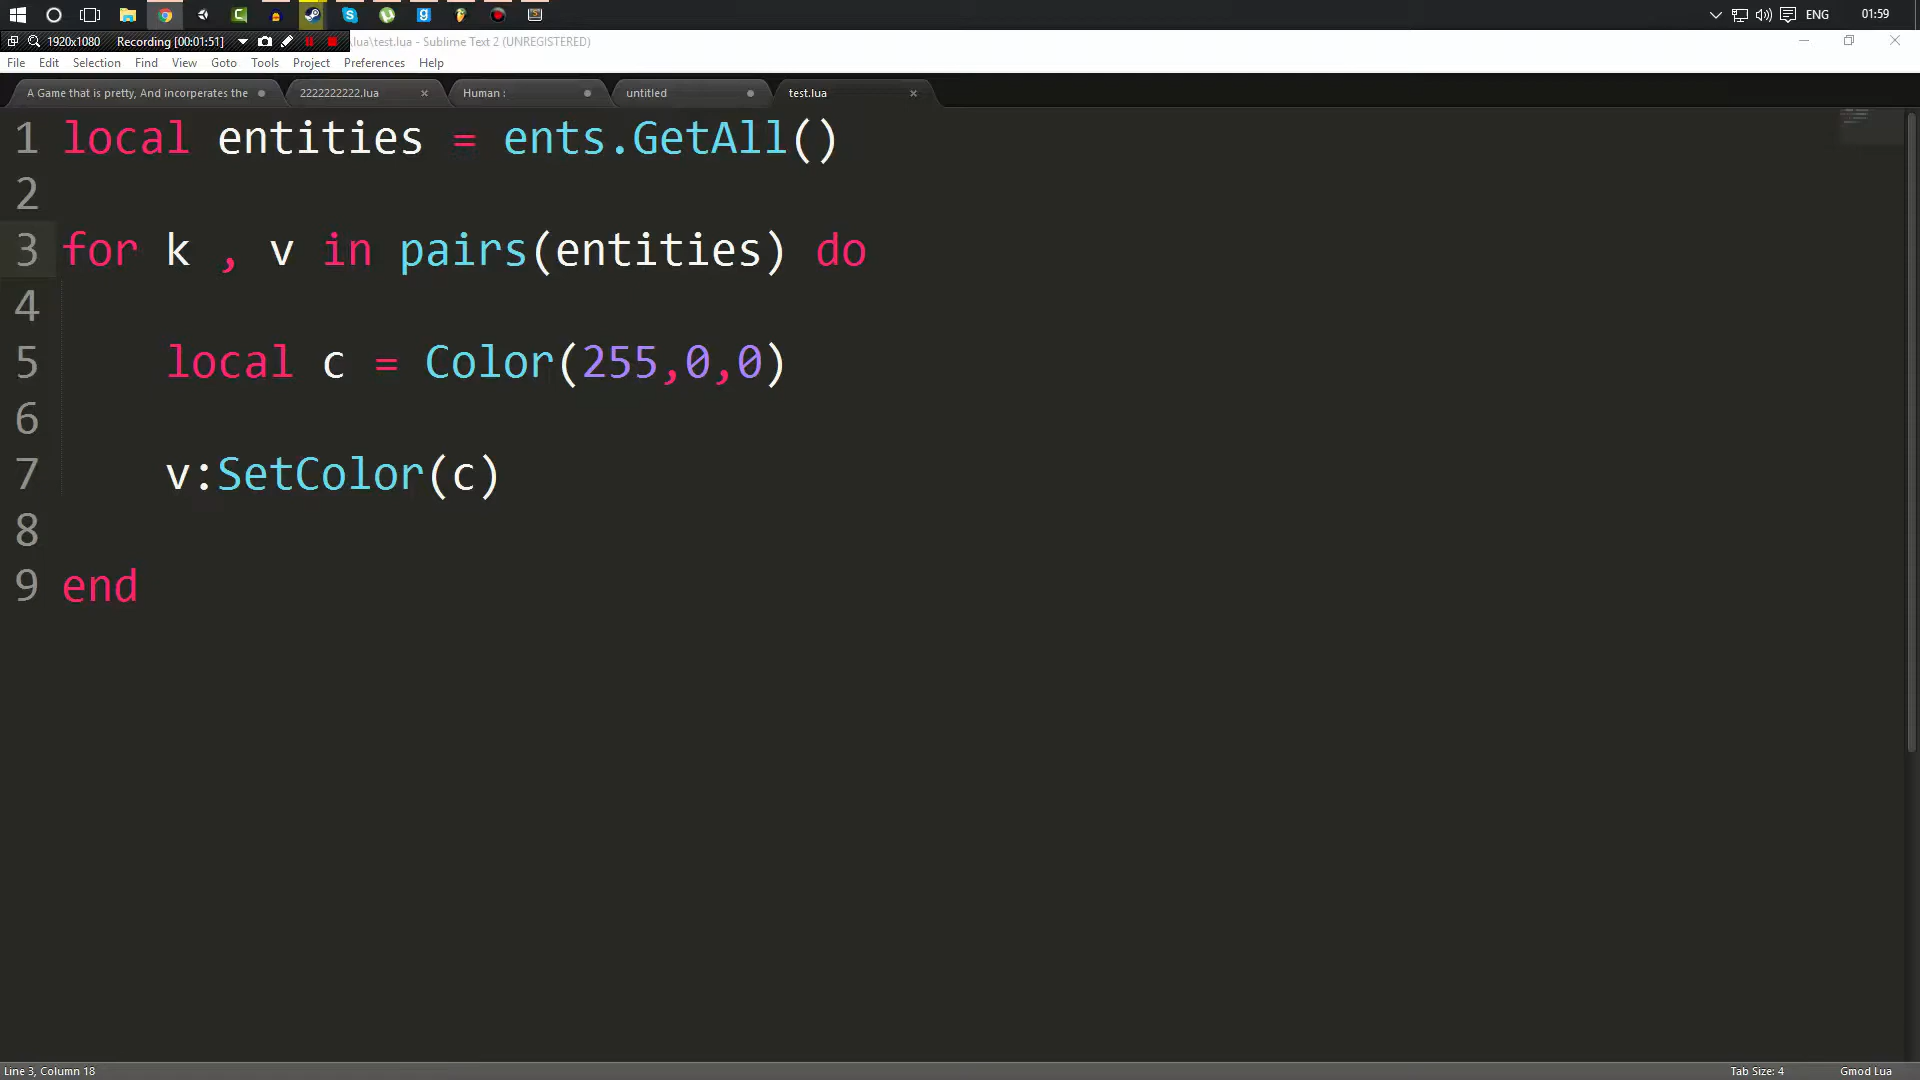 ENG 01:59
1920x1080 Recording [00:01:51] \lua\test.lua - Sublime Text 2 (UNREGISTERED)
File Edit Selection Find View Goto Tools Project Preferences Help
A Game that is pretty, And incorperates the 2222222222.lua Human : untitled test.lua
1 local entities = ents.GetAll()
2
3 for k , v in pairs(entities) do
4
5 local c = Color(255,0,0)
6
7 v:SetColor(c)
8
9 end
Line 3, Column 18 Tab Size: 4 Gmod Lua